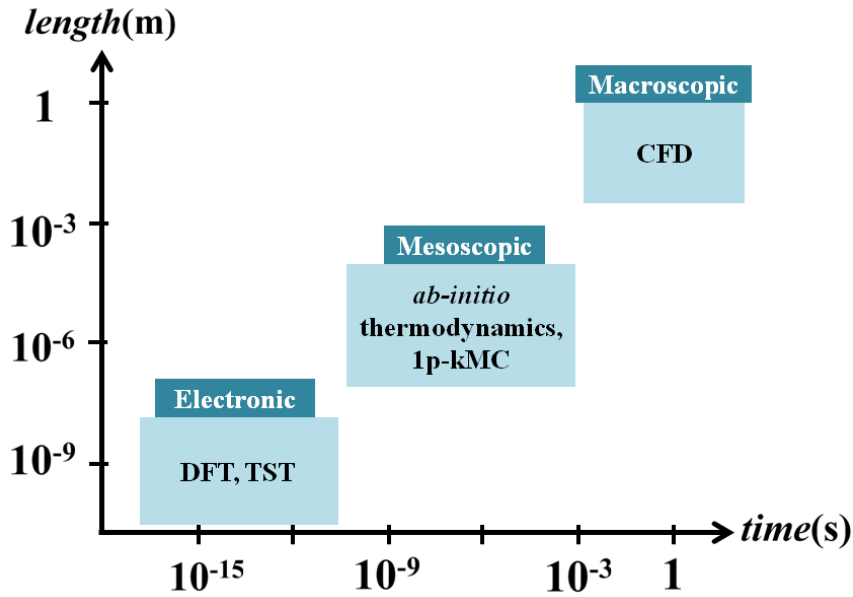 length(m)
1
Macroscopic
CFD
10⁻³
Mesoscopic
ab-initio
thermodynamics,
1p-kMC
10⁻⁶
Electronic
10⁻⁹
DFT, TST
time(s)
10⁻¹⁵
10⁻⁹
10⁻³
1